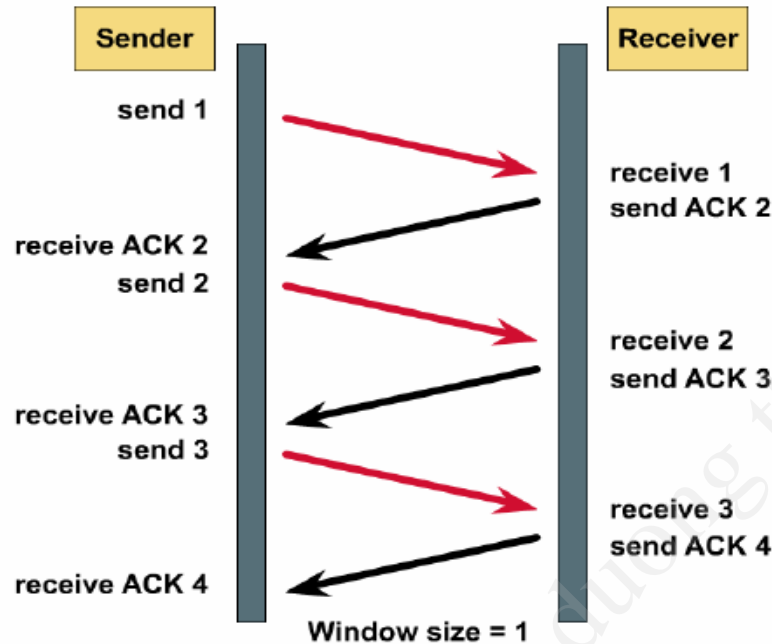 Sender
Receiver
send 1
receive 1
send ACK 2
receive ACK 2
send 2
receive 2
send ACK 3
receive ACK 3
send 3
receive 3
send ACK 4
receive ACK 4
Window size = 1
duong t